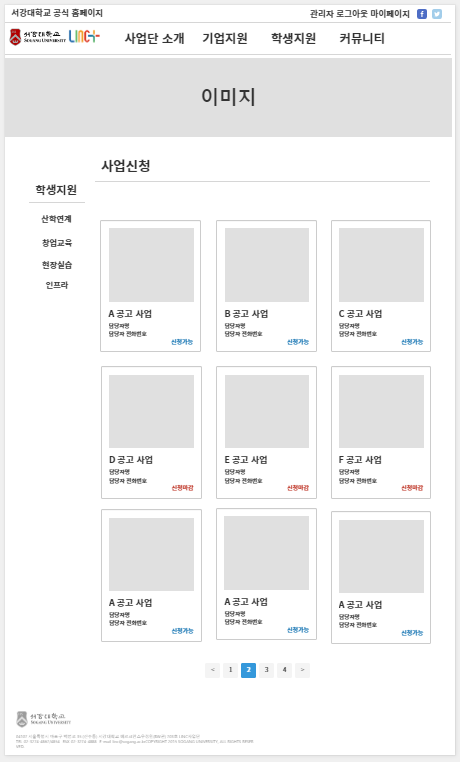 서강대학교 공식 홈페이지
관리자 로그아웃 마이페이지
서강대학교
SOGANG UNIVERSITY
LINC+
사업단 소개 기업지원 학생지원 커뮤니티
이미지
사업신청
학생지원
산학연계
창업교육
현장실습
인프라
A 공고 사업
담당자명
담당자 전화번호
신청가능
B 공고 사업
담당자명
담당자 전화번호
신청가능
C 공고 사업
담당자명
담당자 전화번호
신청가능
D 공고 사업
담당자명
담당자 전화번호
신청마감
E 공고 사업
담당자명
담당자 전화번호
신청마감
F 공고 사업
담당자명
담당자 전화번호
신청마감
A 공고 사업
담당자명
담당자 전화번호
신청가능
A 공고 사업
담당자명
담당자 전화번호
신청가능
A 공고 사업
담당자명
담당자 전화번호
신청가능
< 1 2 3 4 >
서강대학교
SOGANG UNIVERSITY